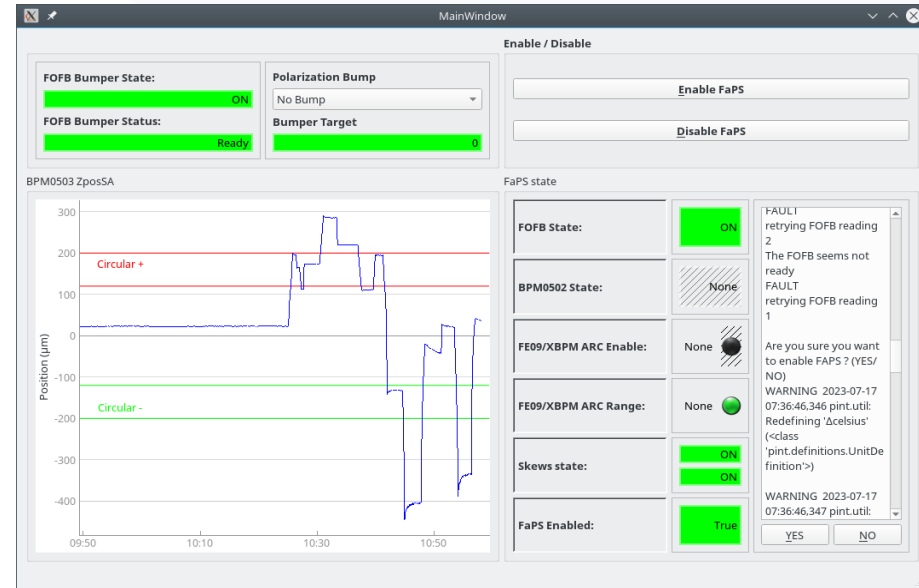 MainWindow
Enable / Disable
FOFB Bumper State:
ON
FOFB Bumper Status:
Ready
Polarization Bump
No Bump
Bumper Target
0
Enable FaPS
Disable FaPS
BPM0503 ZposSA
300
200
100
0
-100
-200
-300
-400
Position (µm)
Circular +
Circular -
09:50
10:10
10:30
10:50
FaPS state
FOFB State:
ON
BPM0502 State:
None
FE09/XBPM ARC Enable:
None
FE09/XBPM ARC Range:
None
Skews state:
ON
ON
FaPS Enabled:
True
FAULT
retrying FOFB reading
2
The FOFB seems not
ready
FAULT
retrying FOFB reading
1
Are you sure you want
to enable FAPS ? (YES/
NO)
WARNING 2023-07-17
07:36:46,346 pint.util:
Redefining 'Δcelsius'
(<class
'pint.definitions.UnitDe
finition'>)
WARNING 2023-07-17
07:36:46,347 pint.util:
YES
NO